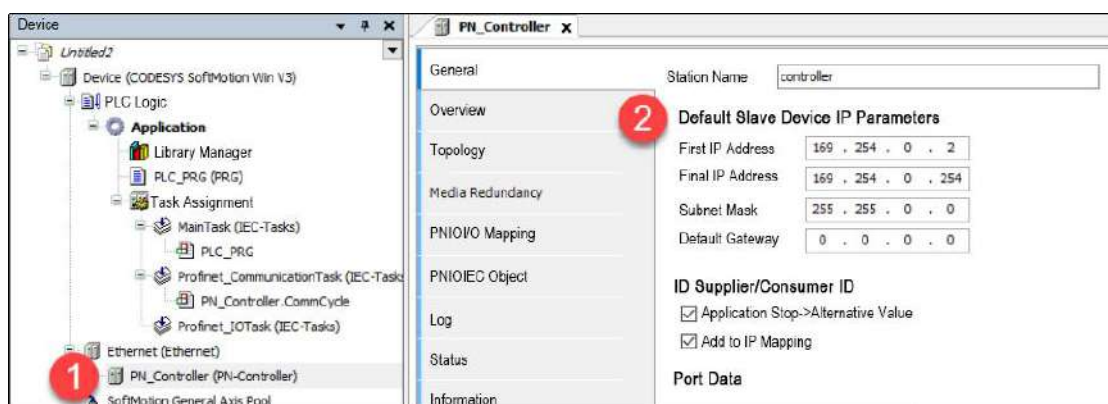 Device
Untitled2
Device (CODESYS SoftMotion Win V3)
PLC Logic
Application
Library Manager
PLC_PRG (PRG)
Task Assignment
MainTask (IEC-Tasks)
PLC_PRG
Profinet_CommunicationTask (IEC-Tasks
PN_Controller.CommCycle
Profinet_IOTask (IEC-Tasks)
Ethernet (Ethernet)
1
PN_Controller (PN-Controller)
SoftMotion General Axis Pool
PN_Controller x
General
Overview
Topology
Media Redundancy
PNIOI/O Mapping
PNIOIEC Object
Log
Status
Information
Station Name controller
2 Default Slave Device IP Parameters
First IP Address 169 . 254 . 0 . 2
Final IP Address 169 . 254 . 0 . 254
Subnet Mask 255 . 255 . 0 . 0
Default Gateway 0 . 0 . 0 . 0
ID Supplier/Consumer ID
Application Stop->Alternative Value
Add to IP Mapping
Port Data